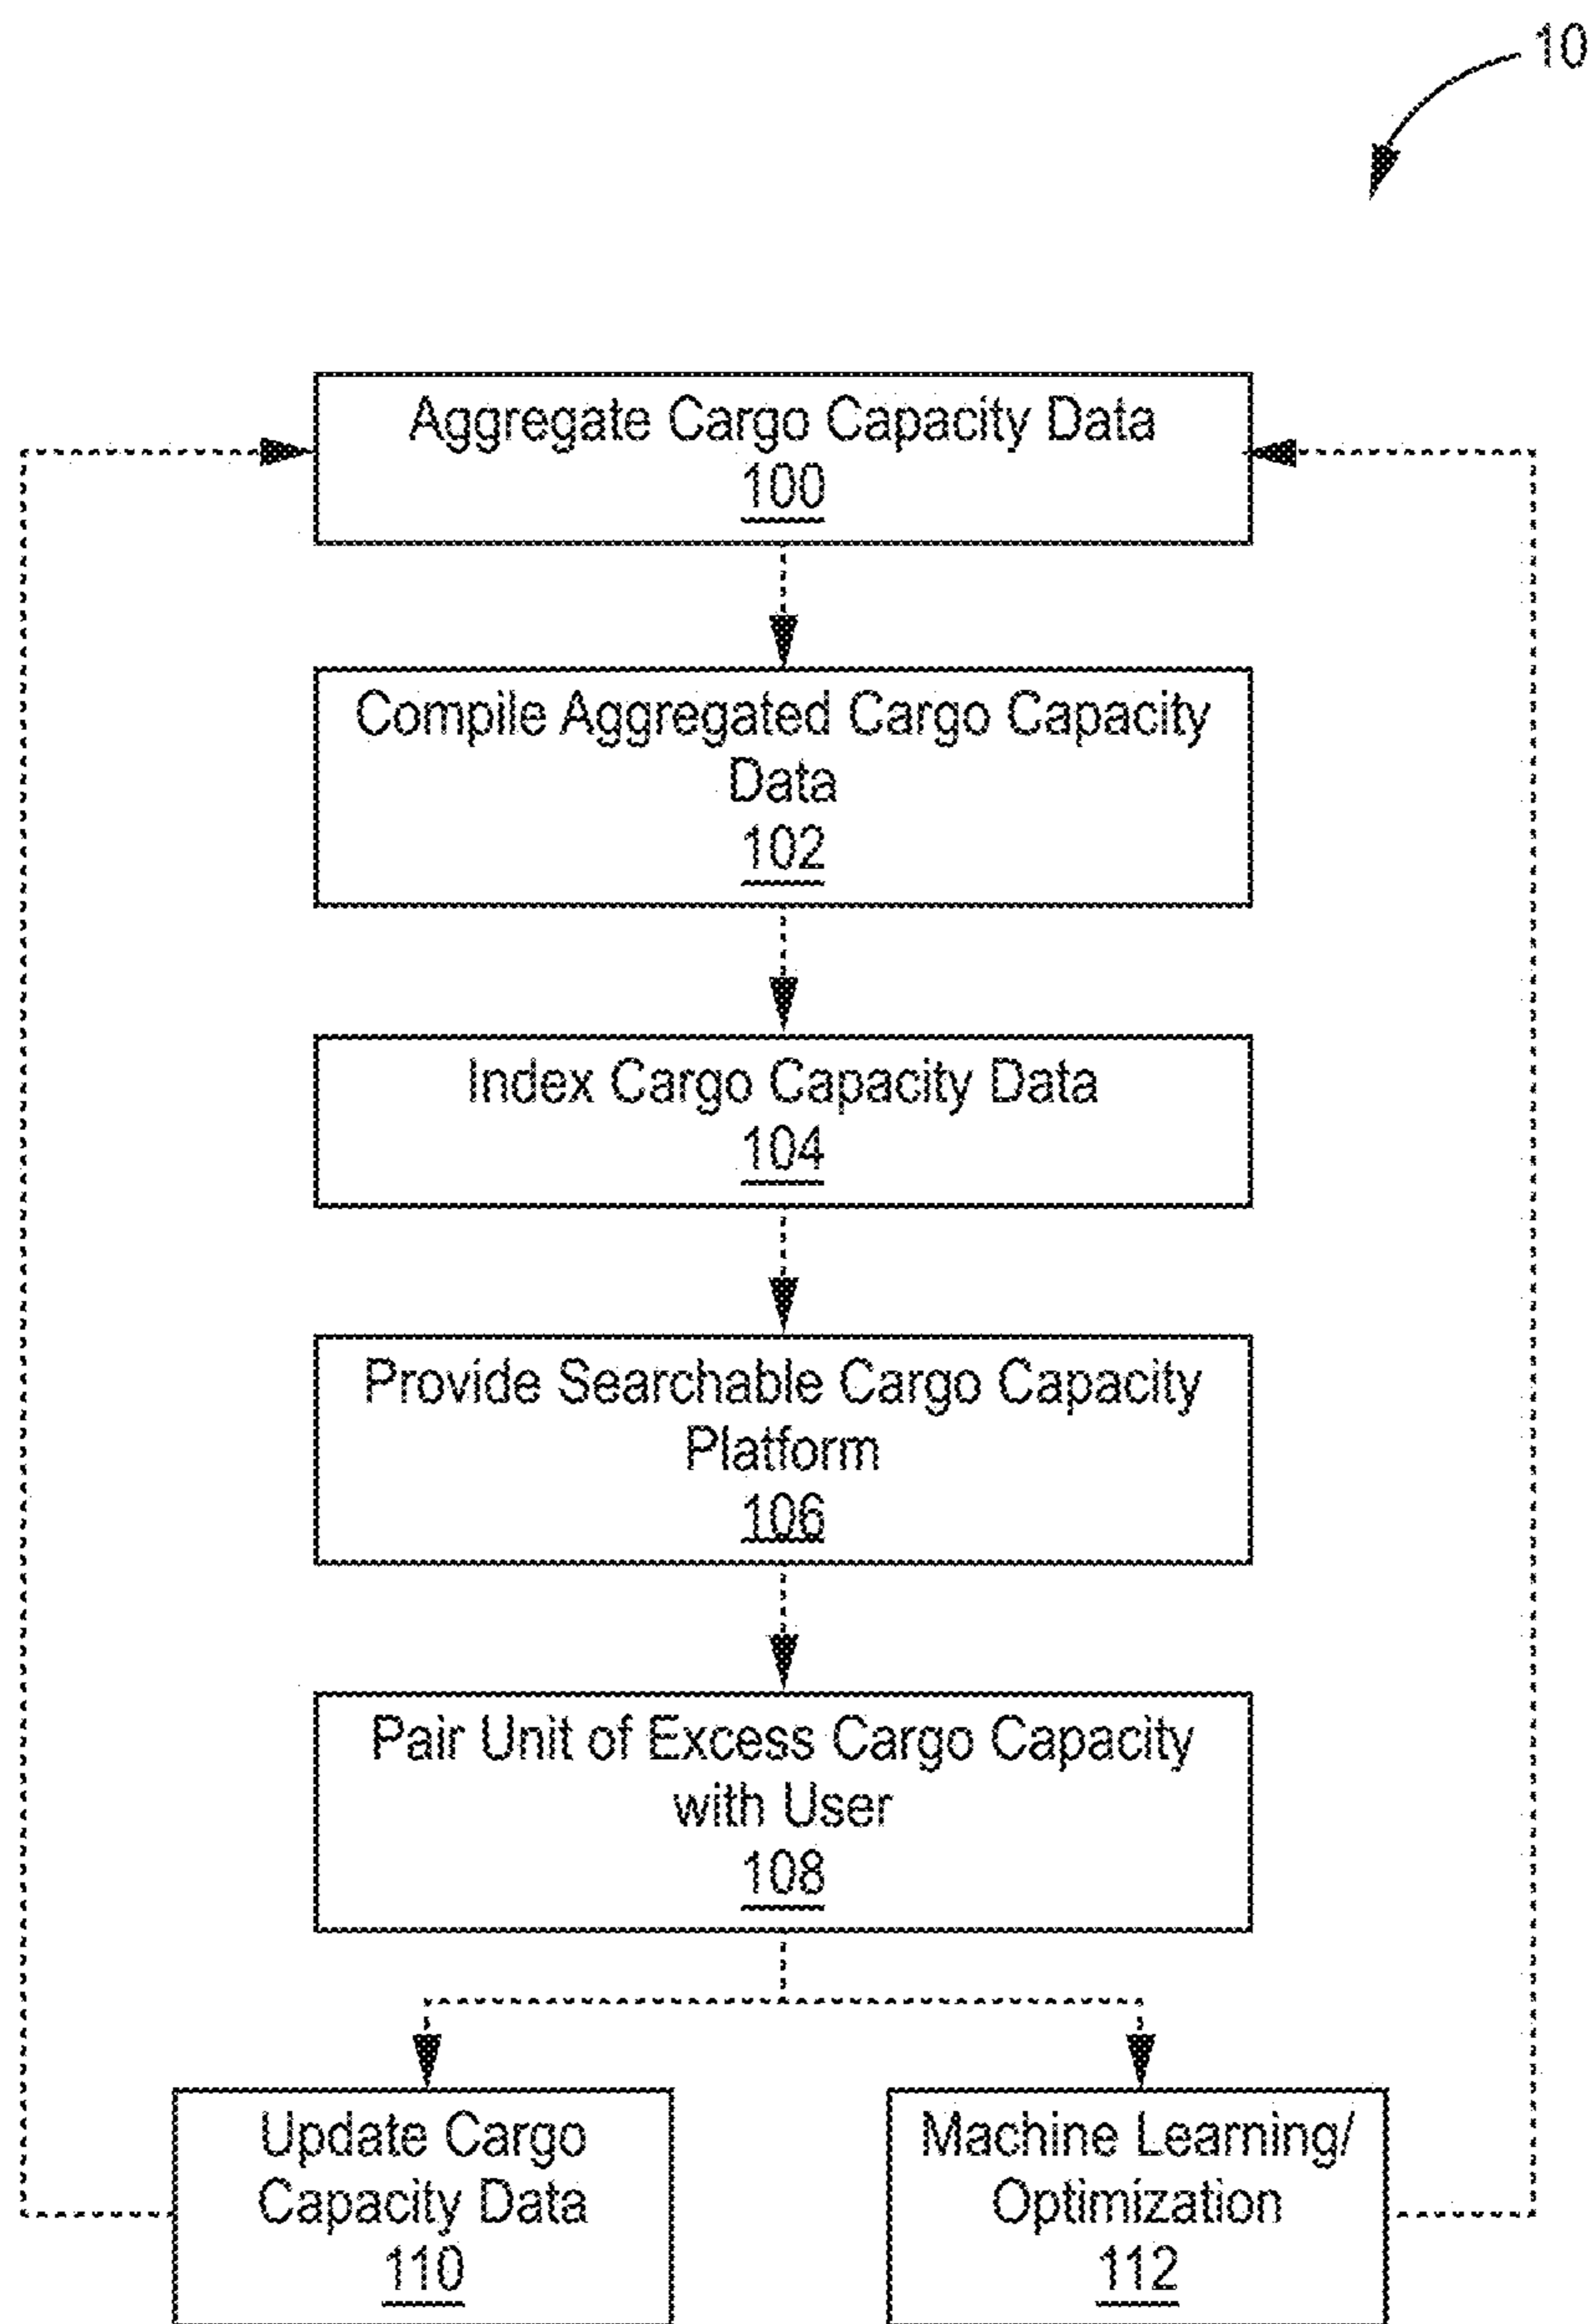 10
Aggregate Cargo Capacity Data
100
Compile Aggregated Cargo Capacity
Data
102
Index Cargo Capacity Data
104
Provide Searchable Cargo Capacity
Platform
106
Pair Unit of Excess Cargo Capacity
with User
108
Update Cargo
Capacity Data
110
Machine Learning/
Optimization
112